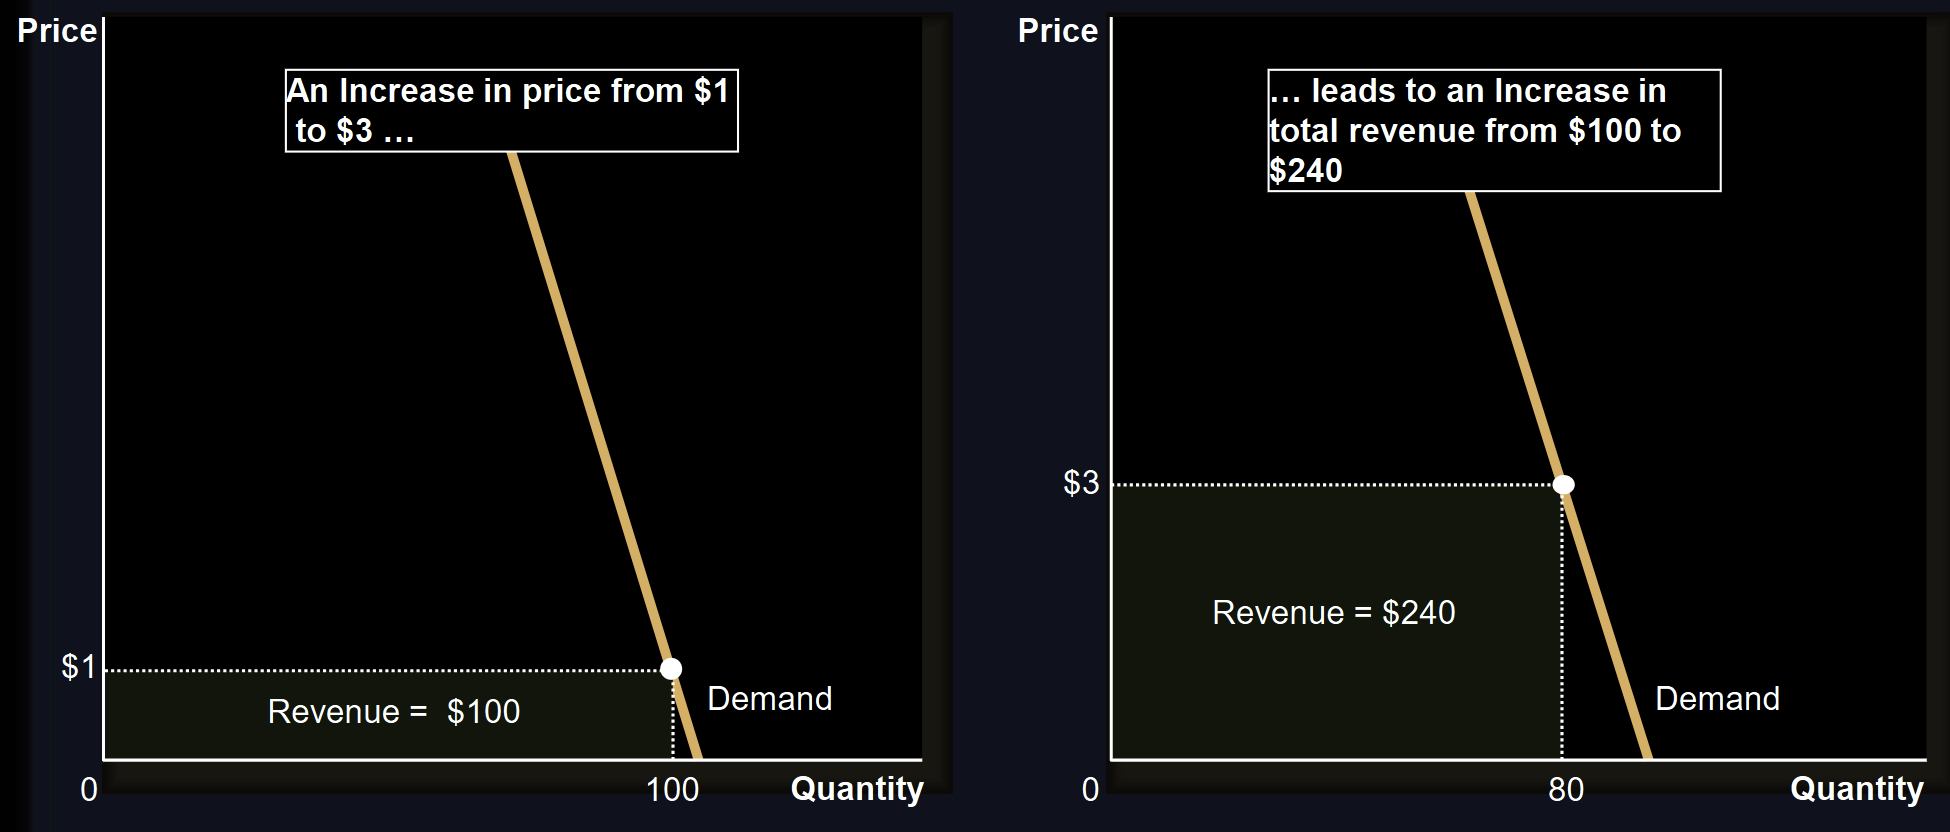 Price
An Increase in price from $1
to $3 ...
$1
Revenue = $100
Demand
0
100
Quantity
Price
... leads to an Increase in
total revenue from $100 to
$240
$3
Revenue = $240
Demand
0
80
Quantity